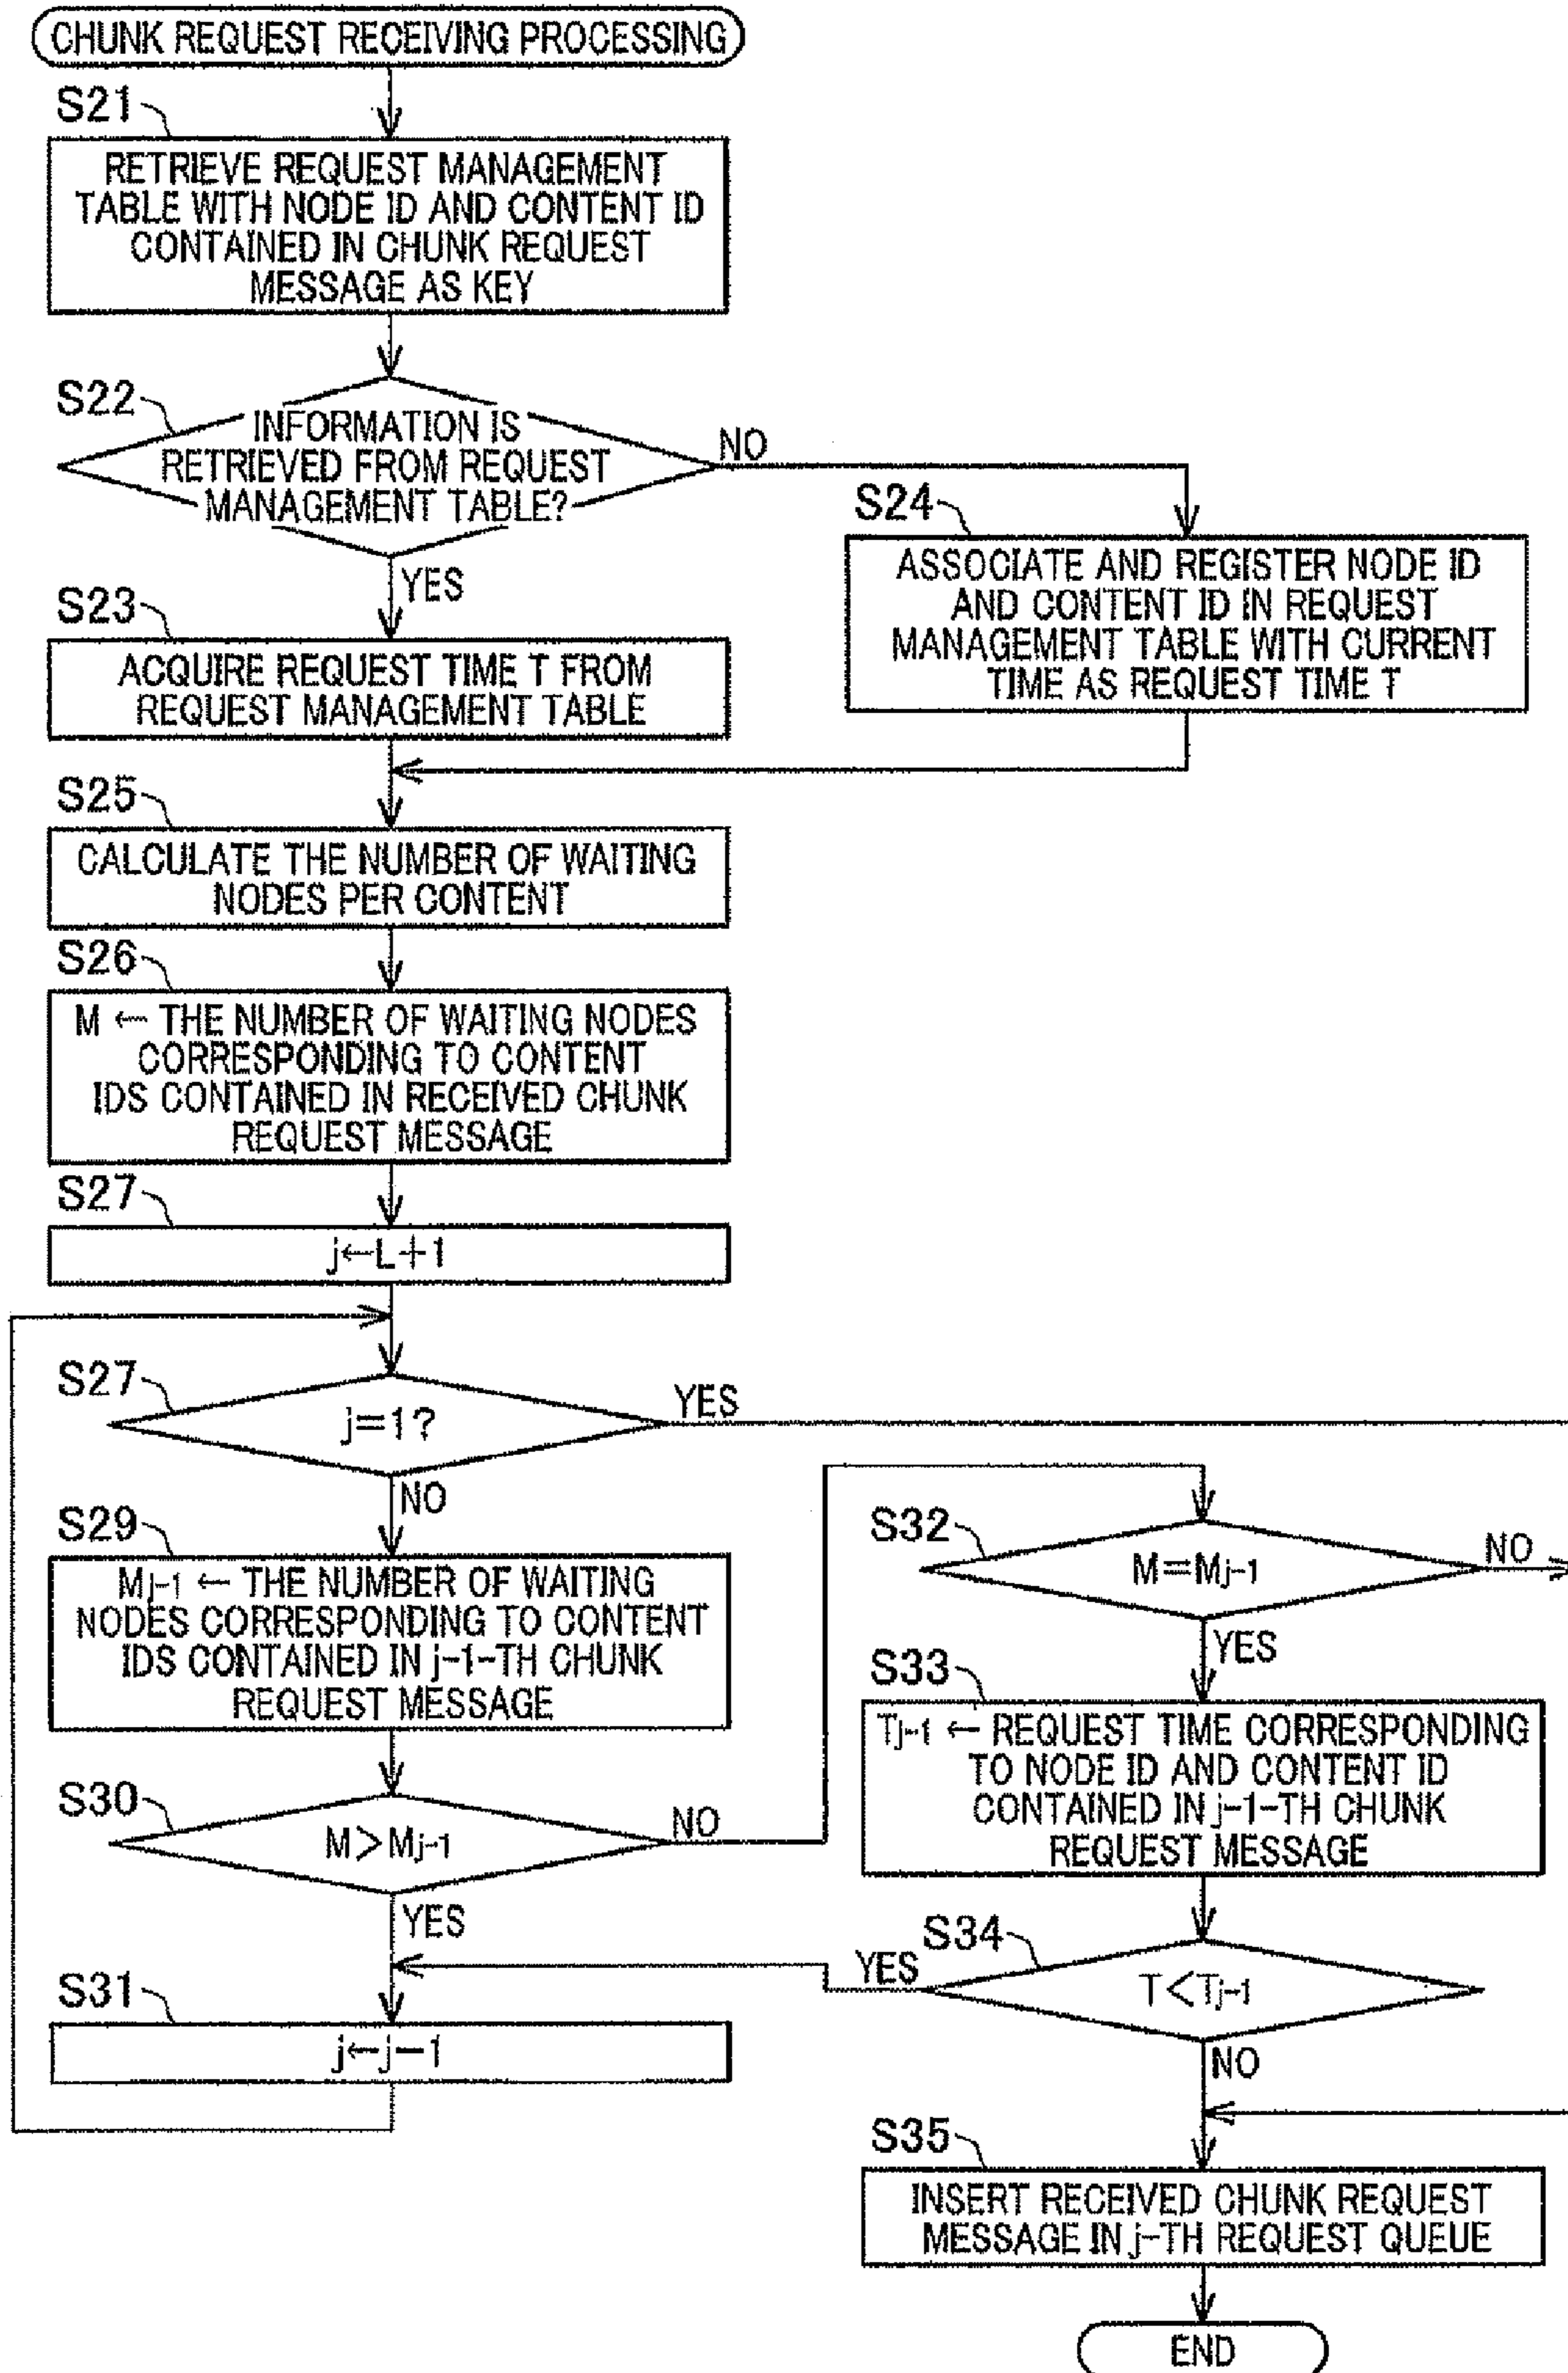 CHUNK REQUEST RECEIVING PROCESSING
S21
RETRIEVE REQUEST MANAGEMENT
TABLE WITH NODE ID AND CONTENT ID
CONTAINED IN CHUNK REQUEST
MESSAGE AS KEY
S22
INFORMATION IS
RETRIEVED FROM REQUEST
MANAGEMENT TABLE?
NO
YES
S24
ASSOCIATE AND REGISTER NODE ID
AND CONTENT ID IN REQUEST
MANAGEMENT TABLE WITH CURRENT
TIME AS REQUEST TIME T
S23
ACQUIRE REQUEST TIME T FROM
REQUEST MANAGEMENT TABLE
S25
CALCULATE THE NUMBER OF WAITING
NODES PER CONTENT
S26
M ← THE NUMBER OF WAITING NODES
CORRESPONDING TO CONTENT
IDS CONTAINED IN RECEIVED CHUNK
REQUEST MESSAGE
S27
j←L+1
S27
j=1?
YES
NO
S29
Mj-1 ← THE NUMBER OF WAITING
NODES CORRESPONDING TO CONTENT
IDS CONTAINED IN j-1-TH CHUNK
REQUEST MESSAGE
S30
M>Mj-1
NO
YES
S31
j←j-1
S32
M=Mj-1
NO
YES
S33
Tj-1 ← REQUEST TIME CORRESPONDING
TO NODE ID AND CONTENT ID
CONTAINED IN j-1-TH CHUNK
REQUEST MESSAGE
S34
YES
T<Tj-1
NO
S35
INSERT RECEIVED CHUNK REQUEST
MESSAGE IN j-TH REQUEST QUEUE
END